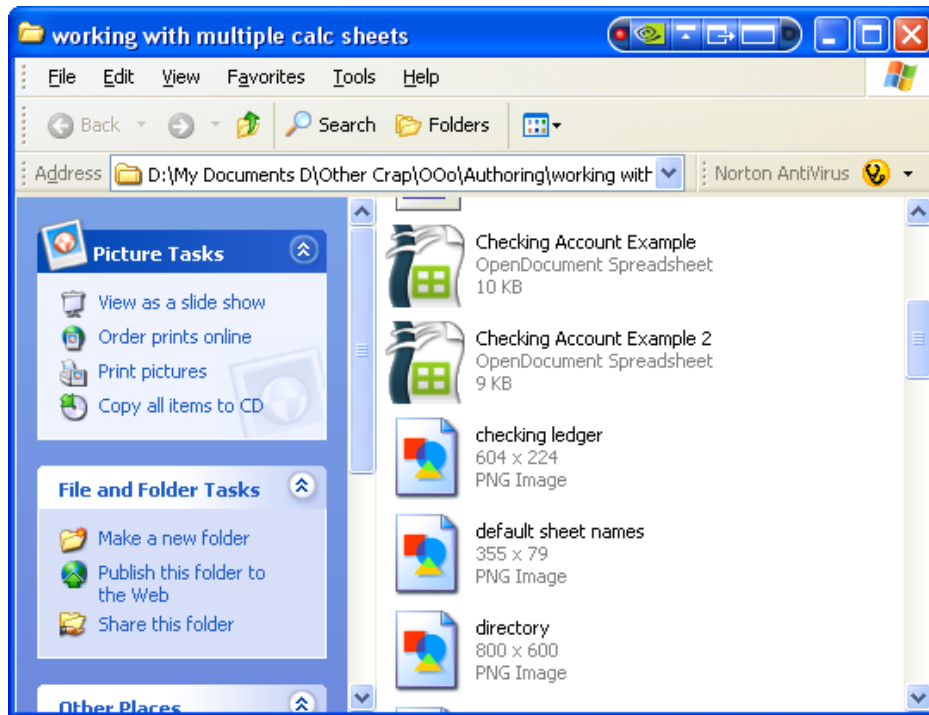 working with multiple calc sheets
File Edit View Favorites Tools Help
Back Search Folders
Address D:\My Documents D\Other Crap\OOo\Authoring\working with Norton AntiVirus
Picture Tasks
View as a slide show
Order prints online
Print pictures
Copy all items to CD
File and Folder Tasks
Make a new folder
Publish this folder to
the Web
Share this folder
Other Places
Checking Account Example
OpenDocument Spreadsheet
10 KB
Checking Account Example 2
OpenDocument Spreadsheet
9 KB
checking ledger
604 x 224
PNG Image
default sheet names
355 x 79
PNG Image
directory
800 x 600
PNG Image